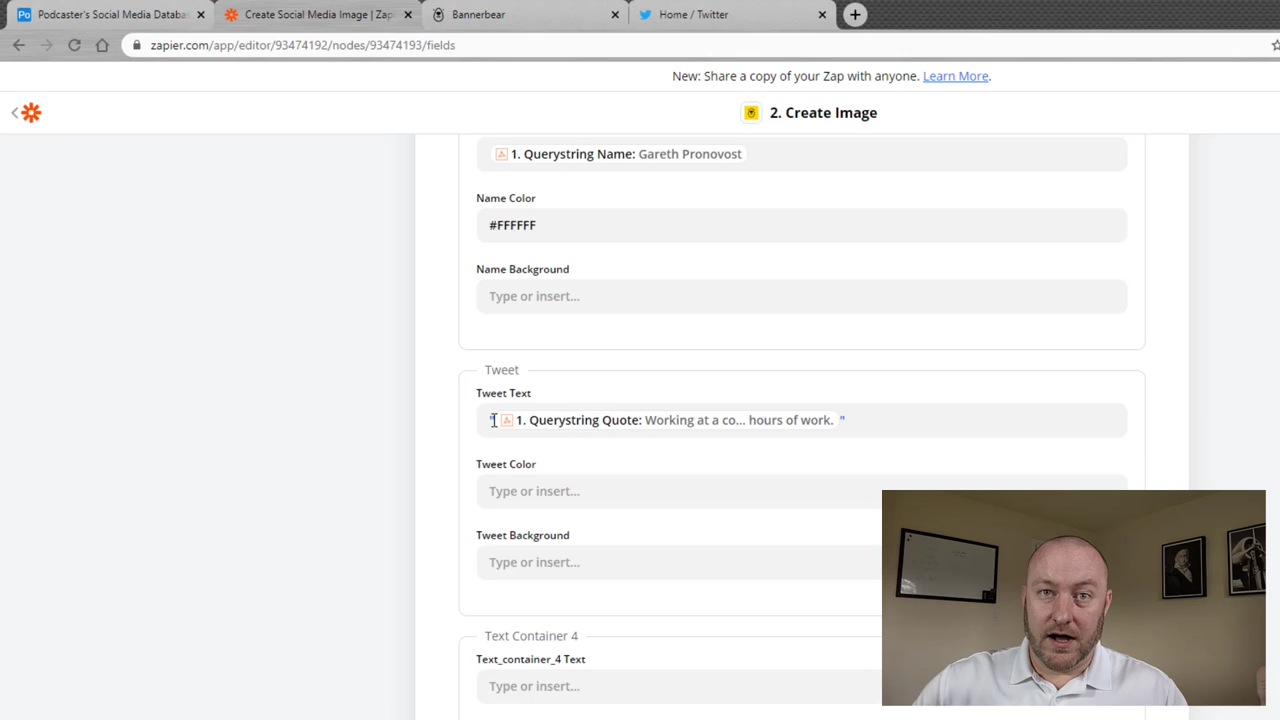 Podcaster's Social Media Databa
Create Social Media Image | Zap
Bannerbear
Home / Twitter
zapier.com/app/editor/93474192/nodes/93474193/fields
New: Share a copy of your Zap with anyone. Learn More.
2. Create Image
1. Querystring Name: Gareth Pronovost
Name Color
#FFFFFF
Name Background
Type or insert...
Tweet
Tweet Text
" 1. Querystring Quote: Working at a co... hours of work. "
Tweet Color
Type or insert...
Tweet Background
Type or insert...
Text Container 4
Text_container_4 Text
Type or insert...